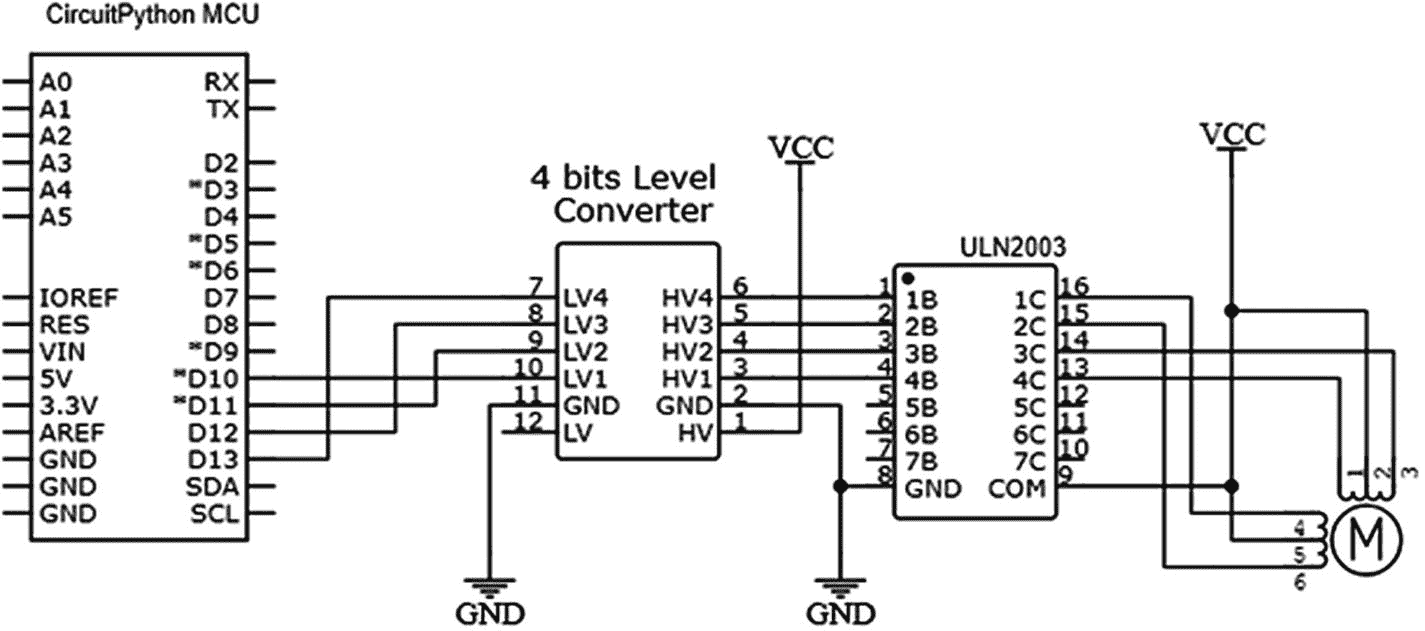 CircuitPython MCU
A0 RX
A1 TX
A2
A3 D2
A4 *D3
A5 D4
*D5
*D6
IOREF D7
RES D8
VIN *D9
5V *D10
3.3V *D11
AREF D12
GND D13
GND SDA
GND SCL
4 bits Level
Converter
VCC
7 LV4 HV4 6
8 LV3 HV3 5
9 LV2 HV2 4
10 LV1 HV1 3
11 GND GND 2
12 LV HV 1
GND
GND
ULN2003
1 1B 1C 16
2 2B 2C 15
3 3B 3C 14
4 4B 4C 13
5 5B 5C 12
6 6B 6C 11
7 7B 7C 10
8 GND COM 9
VCC
1 2 3
4
5
6
M